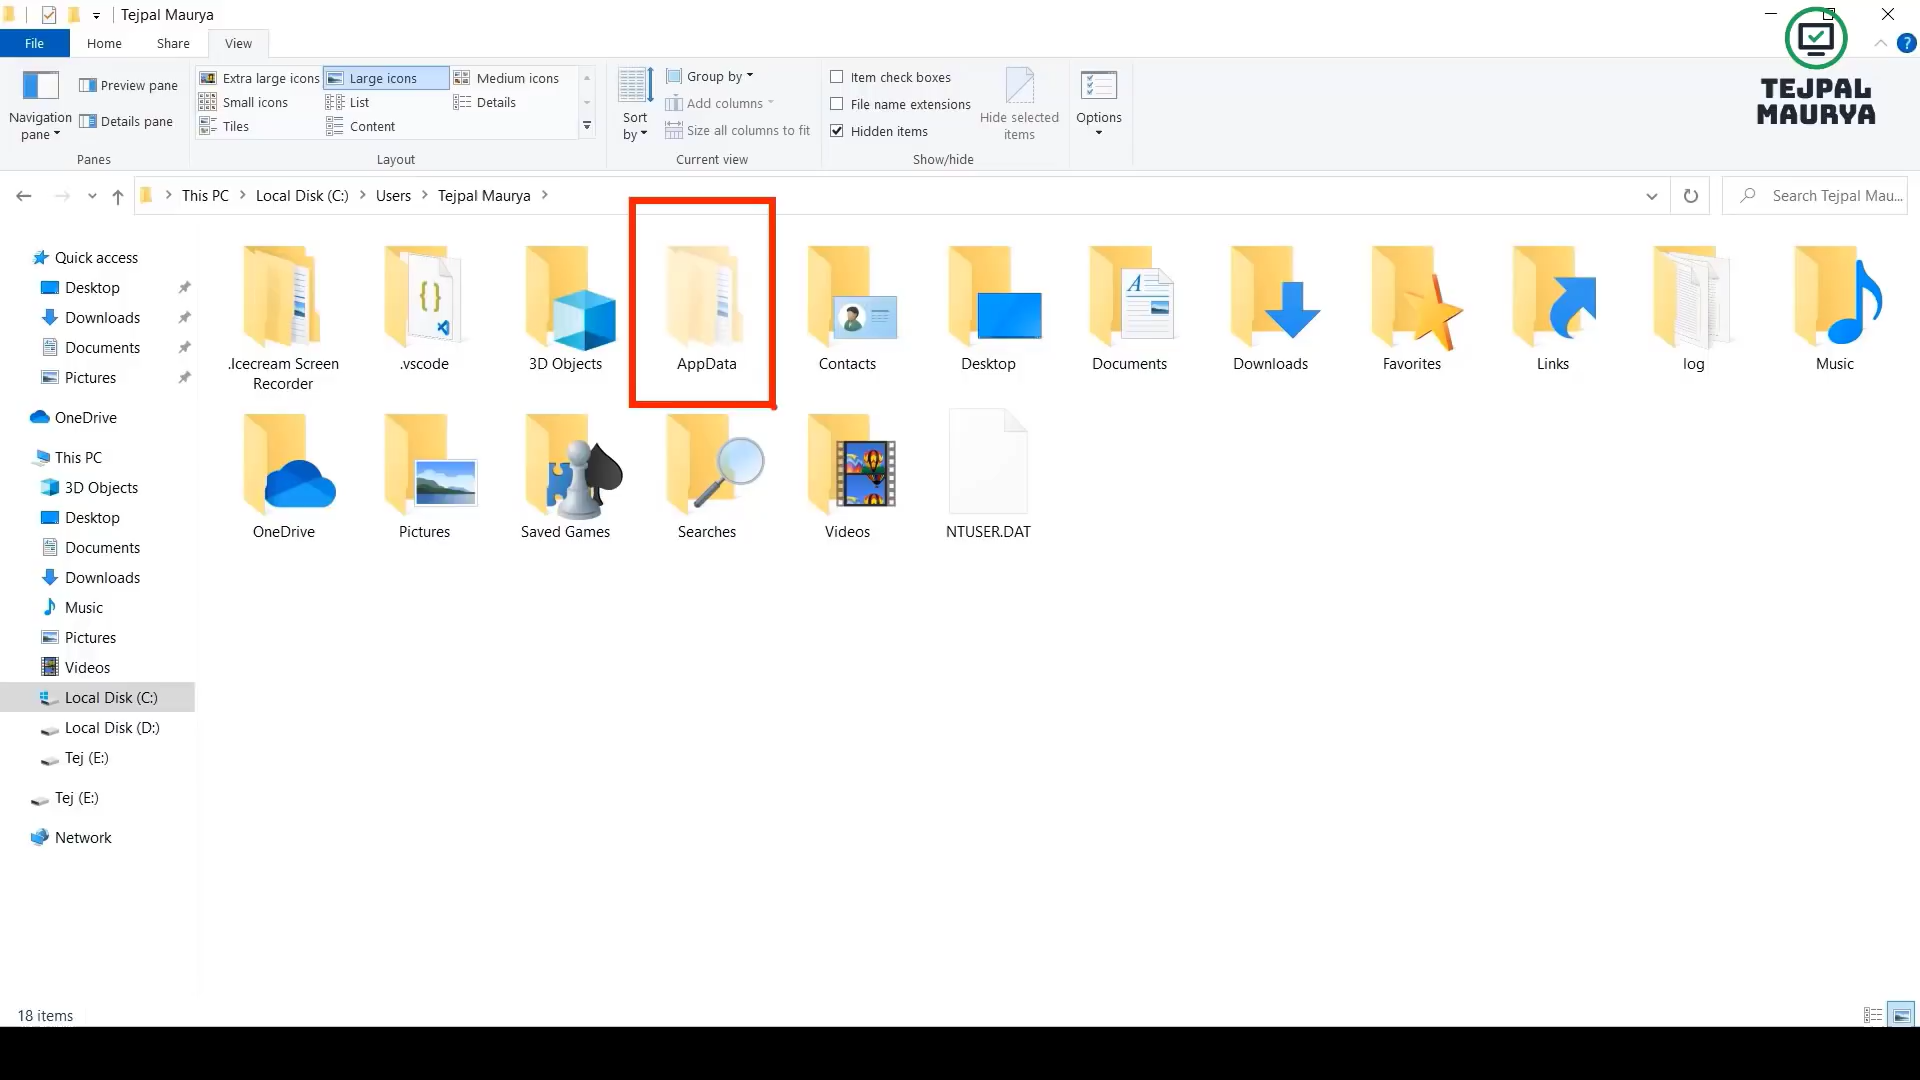 Tejpal Maurya
File Home Share View
?
Navigation pane
Preview pane
Details pane
Panes
Extra large icons Large icons Medium icons
Small icons List Details
Tiles Content
Layout
Sort by
Group by
Add columns
Size all columns to fit
Current view
Item check boxes
File name extensions
Hidden items
Hide selected items
Show/hide
Options
TEJPAL
MAURYA
This PC > Local Disk (C:) > Users > Tejpal Maurya >
Search Tejpal Mau...
Quick access
Desktop
Downloads
Documents
Pictures
OneDrive
This PC
3D Objects
Desktop
Documents
Downloads
Music
Pictures
Videos
Local Disk (C:)
Local Disk (D:)
Tej (E:)
Tej (E:)
Network
.Icecream Screen
Recorder
.vscode
3D Objects
AppData
Contacts
Desktop
Documents
Downloads
Favorites
Links
log
Music
OneDrive
Pictures
Saved Games
Searches
Videos
NTUSER.DAT
18 items